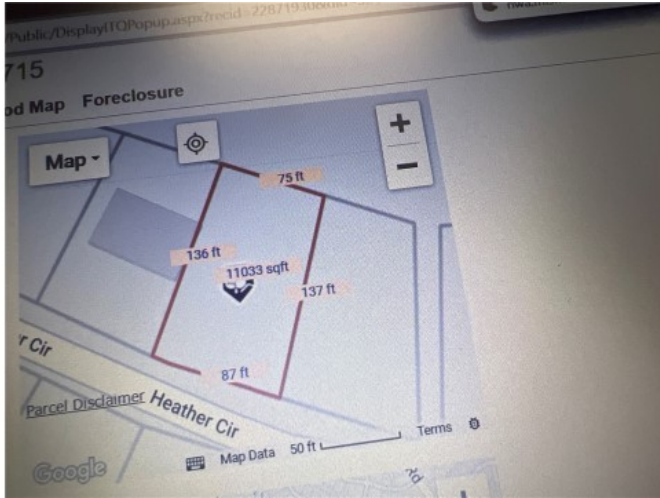 /Public/DisplayITQPopup.aspx?recid=
715
od Map Foreclosure
Map
+
−
75 ft
136 ft
11033 sqft
137 ft
87 ft
r Cir
Parcel Disclaimer
Heather Cir
Google
Map Data 50 ft Terms